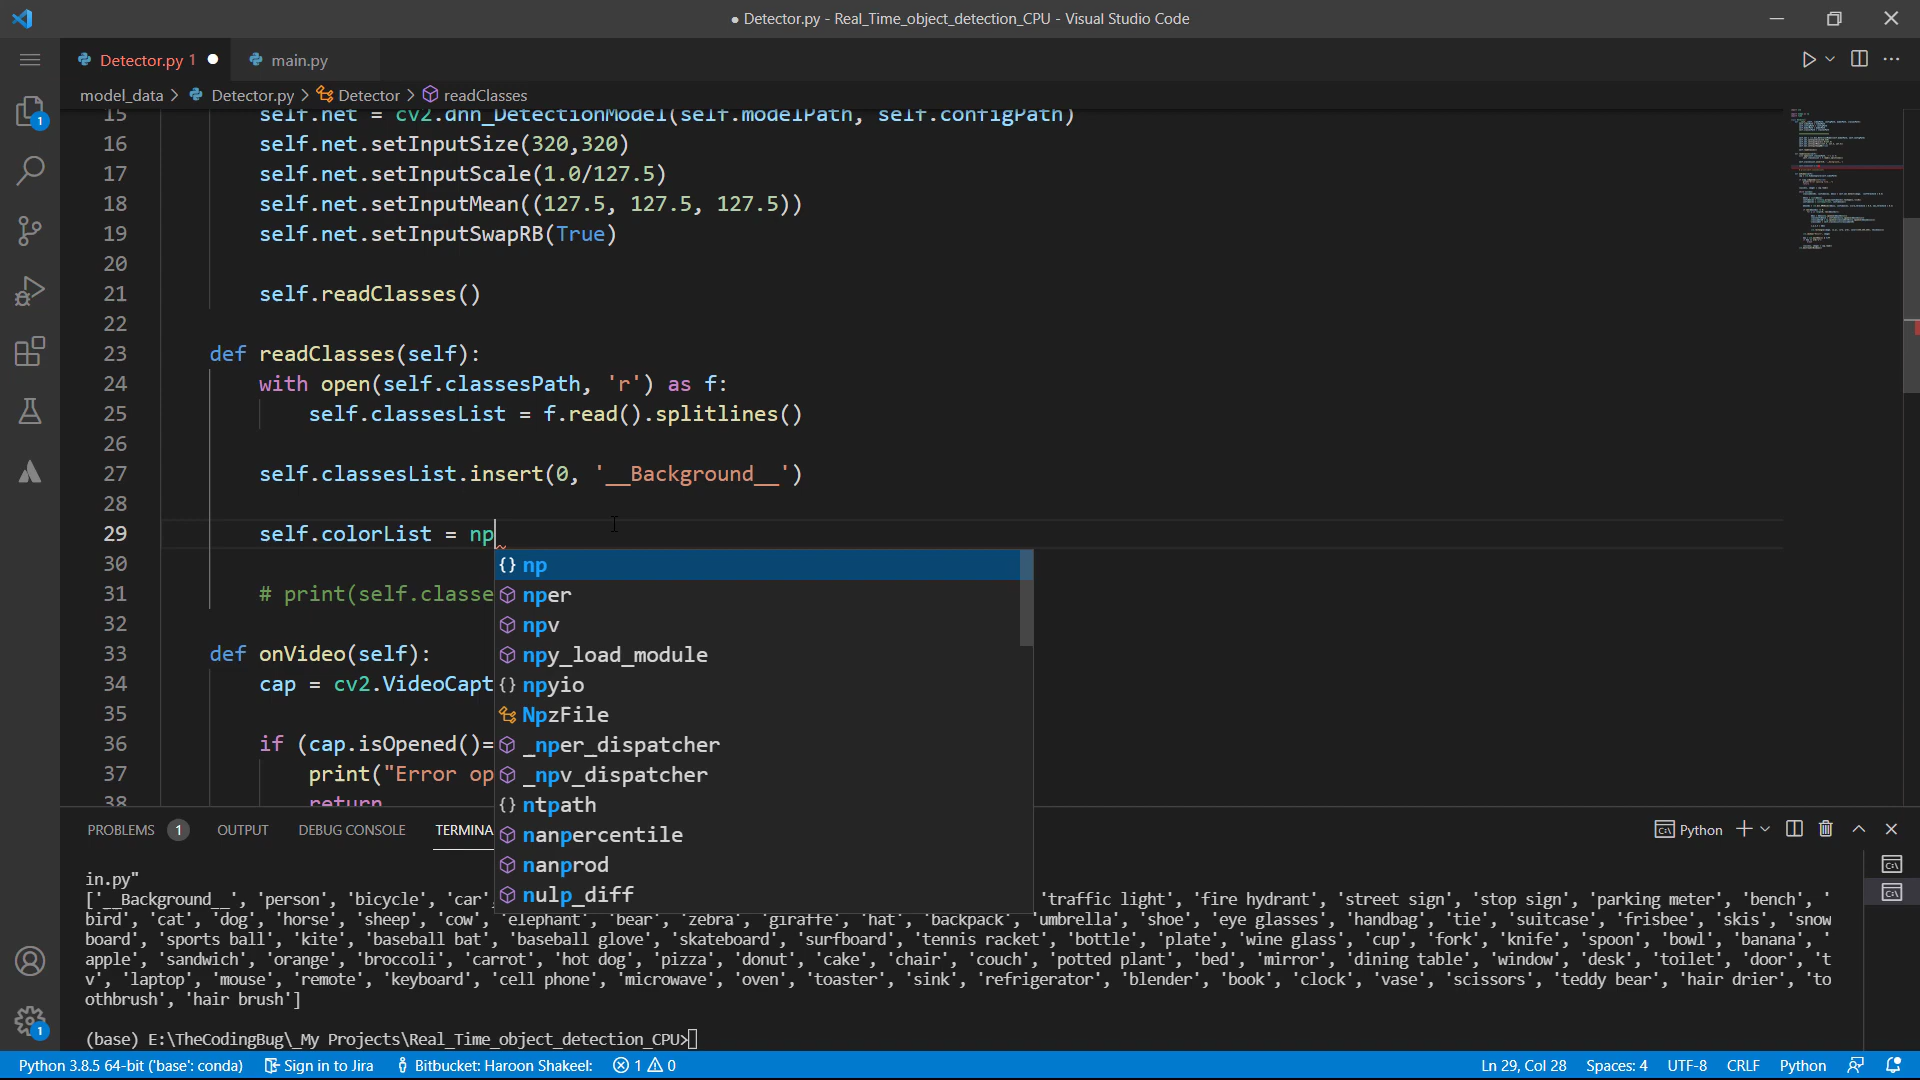 ● Detector.py - Real_Time_object_detection_CPU - Visual Studio Code
Detector.py 1
main.py
model_data > Detector.py > Detector > readClasses
15 self.net = cv2.dnn_DetectionModel(self.modelPath, self.configPath)
16 self.net.setInputSize(320,320)
17 self.net.setInputScale(1.0/127.5)
18 self.net.setInputMean((127.5, 127.5, 127.5))
19 self.net.setInputSwapRB(True)
20
21 self.readClasses()
22
23 def readClasses(self):
24 with open(self.classesPath, 'r') as f:
25 self.classesList = f.read().splitlines()
26
27 self.classesList.insert(0, '__Background__')
28
29 self.colorList = np
30
31 # print(self.classe
32
33 def onVideo(self):
34 cap = cv2.VideoCapt
35
36 if (cap.isOpened()=
37 print("Error op
38 return
np
nper
npv
npy_load_module
npyio
NpzFile
_nper_dispatcher
_npv_dispatcher
ntpath
nanpercentile
nanprod
nulp_diff
PROBLEMS 1 OUTPUT DEBUG CONSOLE TERMINA
Python
in.py"
['__Background__', 'person', 'bicycle', 'car' 'traffic light', 'fire hydrant', 'street sign', 'stop sign', 'parking meter', 'bench', '
bird', 'cat', 'dog', 'horse', 'sheep', 'cow', 'elephant', 'bear', 'zebra', 'giraffe', 'hat', 'backpack', 'umbrella', 'shoe', 'eye glasses', 'handbag', 'tie', 'suitcase', 'frisbee', 'skis', 'snow
board', 'sports ball', 'kite', 'baseball bat', 'baseball glove', 'skateboard', 'surfboard', 'tennis racket', 'bottle', 'plate', 'wine glass', 'cup', 'fork', 'knife', 'spoon', 'bowl', 'banana', '
apple', 'sandwich', 'orange', 'broccoli', 'carrot', 'hot dog', 'pizza', 'donut', 'cake', 'chair', 'couch', 'potted plant', 'bed', 'mirror', 'dining table', 'window', 'desk', 'toilet', 'door', 't
v', 'laptop', 'mouse', 'remote', 'keyboard', 'cell phone', 'microwave', 'oven', 'toaster', 'sink', 'refrigerator', 'blender', 'book', 'clock', 'vase', 'scissors', 'teddy bear', 'hair drier', 'to
othbrush', 'hair brush']
(base) E:\TheCodingBug\_My Projects\Real_Time_object_detection_CPU>
1
1
Python 3.8.5 64-bit ('base': conda) Sign in to Jira Bitbucket: Haroon Shakeel: 1 0 Ln 29, Col 28 Spaces: 4 UTF-8 CRLF Python